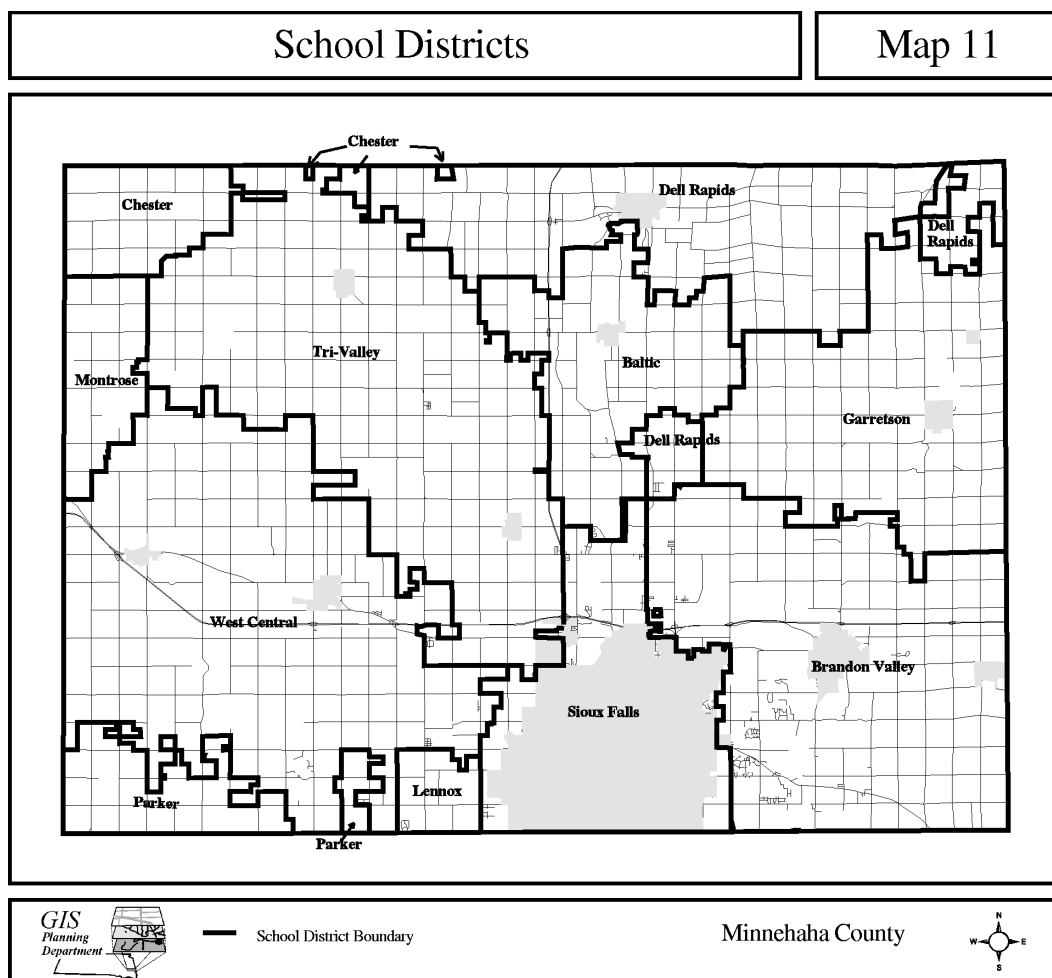 School Districts
Map 11
Chester
Chester
Dell Rapids
Dell
Rapids
Tri-Valley
Baltic
Montrose
Garretson
Dell Rapids
West Central
Brandon Valley
Sioux Falls
Lennox
Parker
Parker
GIS
Planning
Department
School District Boundary
Minnehaha County
N
W
E
S